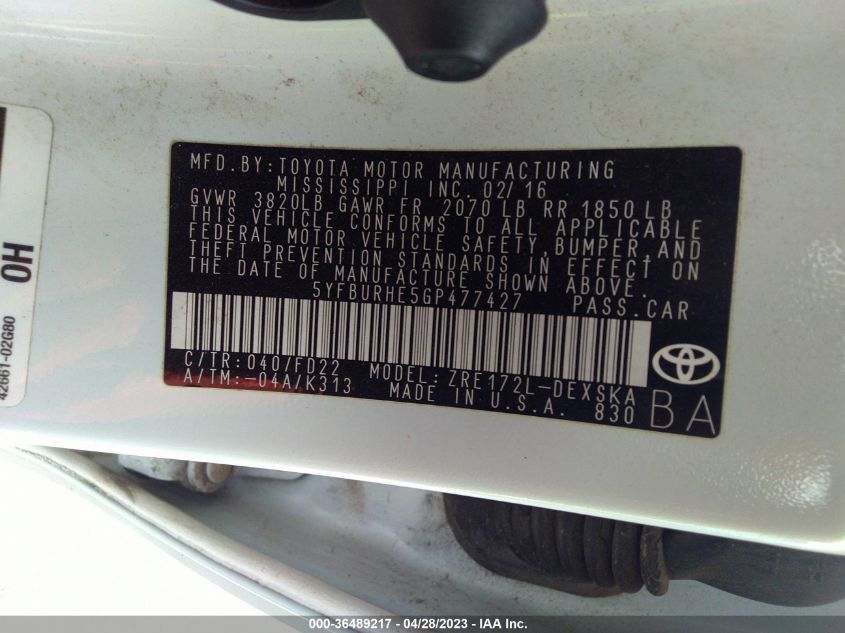 MFD.BY:TOYOTA MOTOR MANUFACTURING
MISSISSIPPI INC. 02/16
GVWR 3820LB GAWR FR 2070 LB RR 1850 LB
THIS VEHICLE CONFORMS TO ALL APPLICABLE
FEDERAL MOTOR VEHICLE SAFETY, BUMPER, AND
THEFT PREVENTION STANDARDS IN EFFECT ON
THE DATE OF MANUFACTURE SHOWN ABOVE.
5YFBURHE5GP477427 PASS.CAR
C/TR:040/FD22 MODEL:ZRE172L-DEXSKA
A/TM:-04A/K313 MADE IN U.S.A. 830
BA
OH
42661-02G80
000-36489217 - 04/28/2023 - IAA Inc.